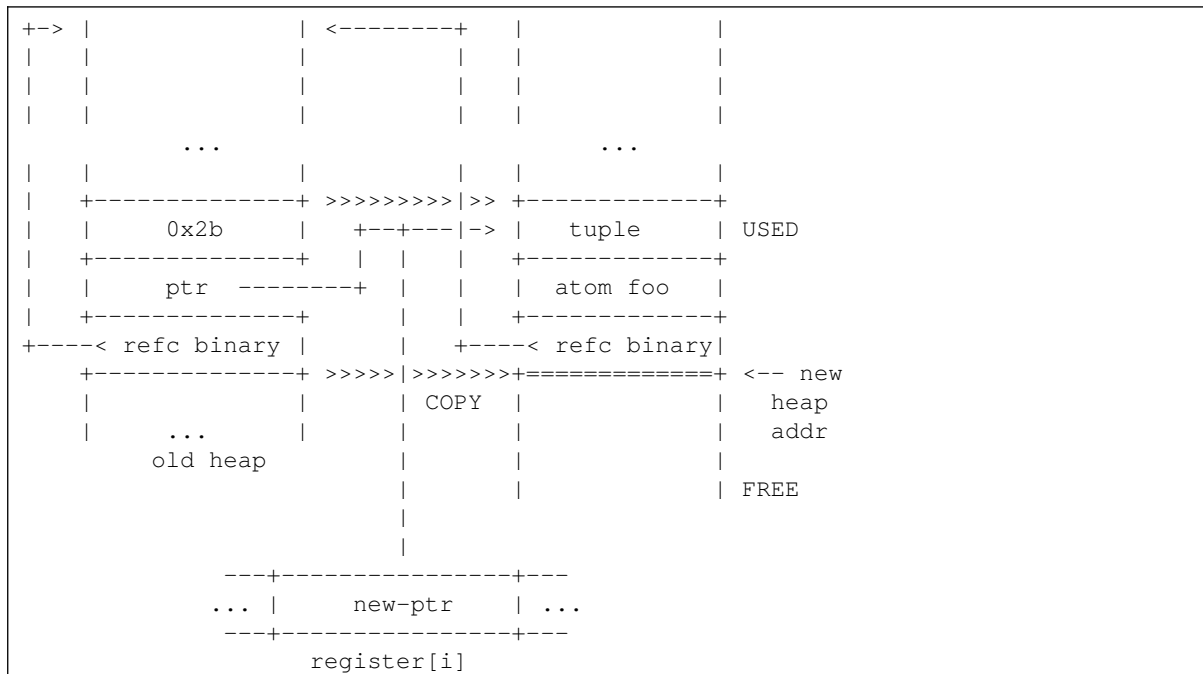 +-> |              | <--------+   |             |
|   |              |          |   |             |
|   |              |          |   |             |
|   |              |          |   |             |
          ...                         ...
|   |              |          |   |             |
|   +--------------+ >>>>>>>>>|>> +-------------+
|   |     0x2b     |   +--+---|-> |   tuple     | USED
|   +--------------+   |  |   |   +-------------+
|   |     ptr  --------+  |   |   |  atom foo   |
|   +--------------+      |   |   +-------------+
+----< refc binary |      |   +----< refc binary|
    +--------------+ >>>>>|>>>>>>>+=============+ <-- new
    |              |      | COPY  |             |   heap
    |     ...      |      |       |             |   addr
        old heap          |       |             |
                          |       |             | FREE
                          |
                          |
              ---+----------------+---
             ... |    new-ptr     | ...
              ---+----------------+---
                    register[i]